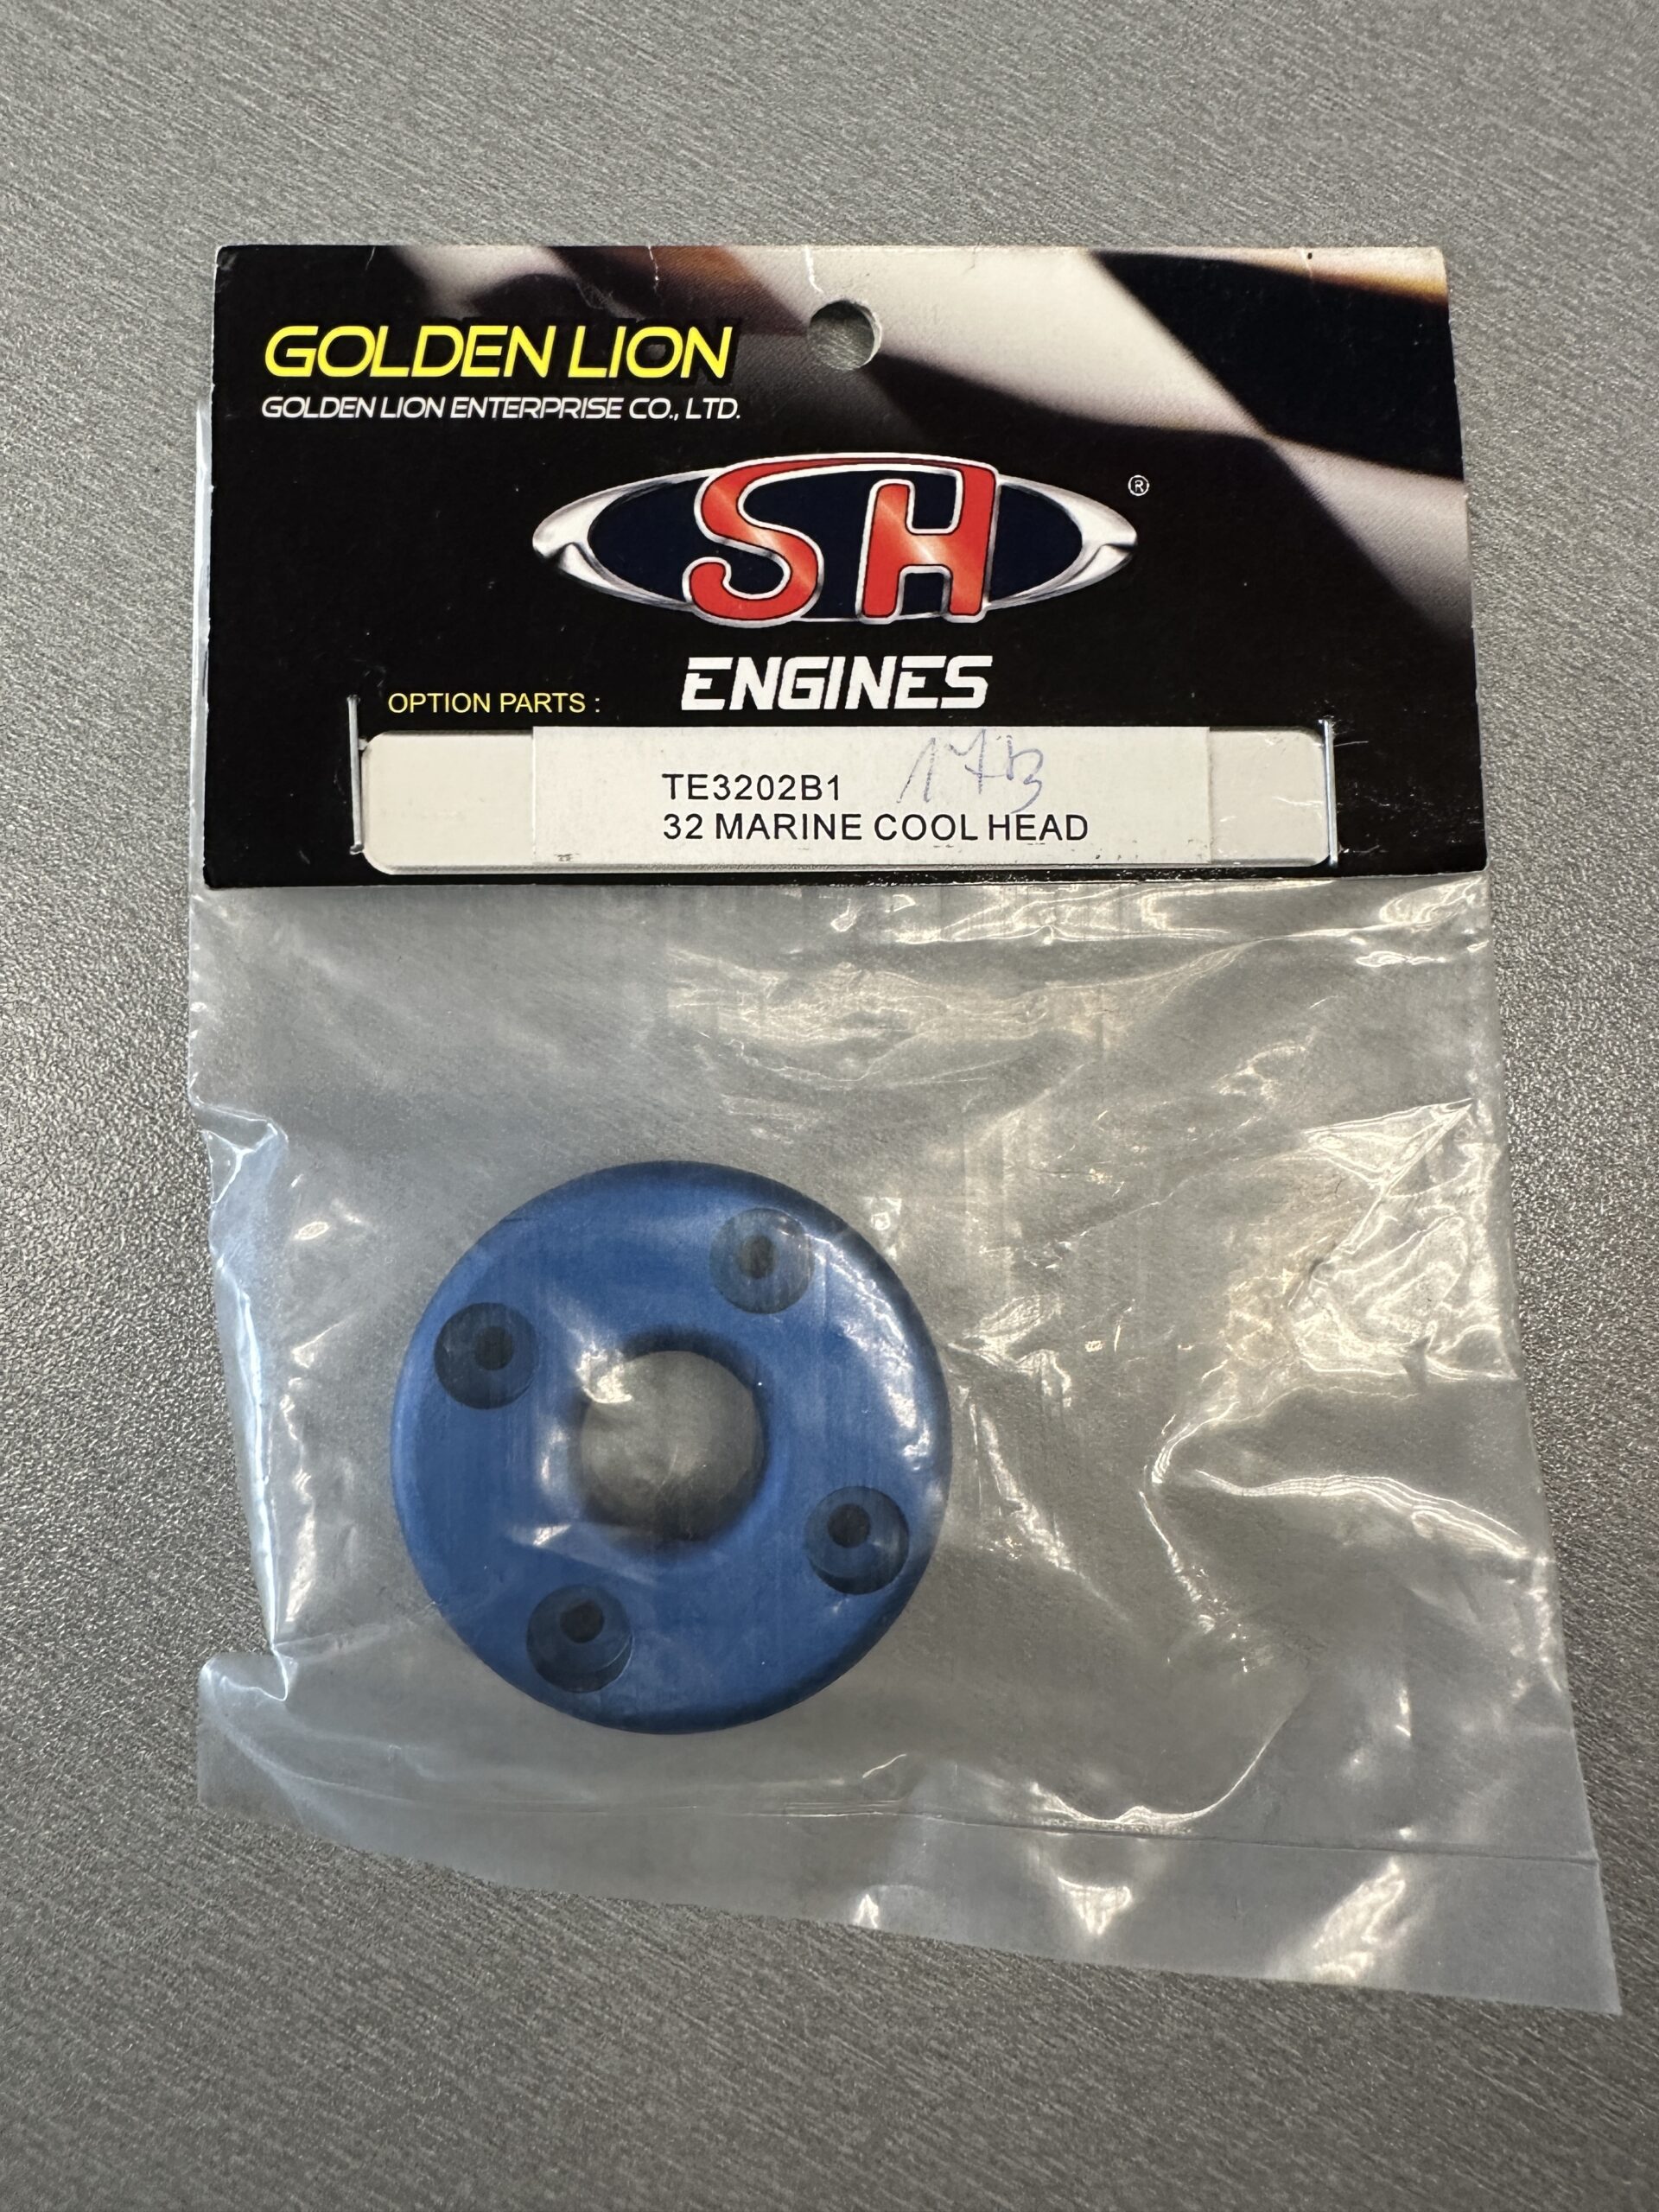 GOLDEN LION
GOLDEN LION ENTERPRISE CO., LTD.
SH ®
ENGINES
OPTION PARTS :
TE3202B1
32 MARINE COOL HEAD